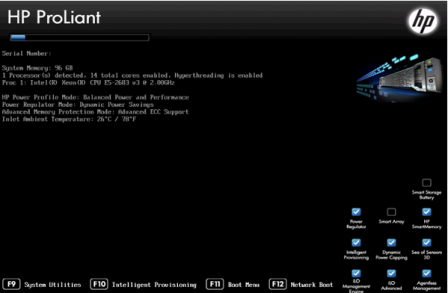 HP ProLiant
hp
Serial Number:
System Memory: 96 GB
1 Processor(s) detected, 14 total cores enabled, Hyperthreading is enabled
Proc 1: Intel(R) Xeon(R) CPU E5-2683 v3 @ 2.00GHz
HP Power Profile Mode: Balanced Power and Performance
Power Regulator Mode: Dynamic Power Savings
Advanced Memory Protection Mode: Advanced ECC Support
Inlet Ambient Temperature: 26°C / 78°F
Smart Storage
Battery
Power
Regulator
Smart Array
HP
SmartMemory
Intelligent
Provisioning
Dynamic
Power Capping
Sea of Sensors
3D
iLO
Management
Engine
iLO
Advanced
Agentless
Management
F9 System Utilities
F10 Intelligent Provisioning
F11 Boot Menu
F12 Network Boot